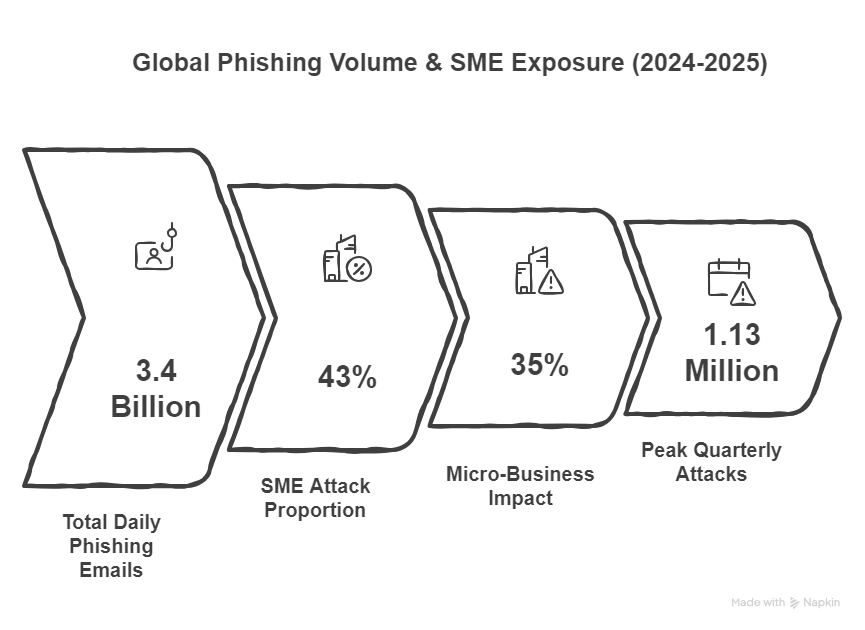 Global Phishing Volume & SME Exposure (2024-2025)
3.4
Billion
Total Daily
Phishing
Emails
43%
SME Attack
Proportion
35%
Micro-Business
Impact
1.13
Million
Peak Quarterly
Attacks
Made with Napkin